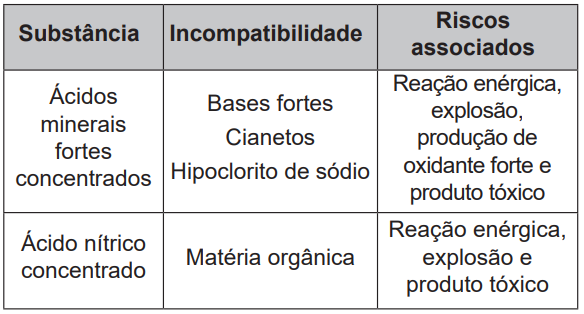 Substância
Incompatibilidade
Riscos
associados
Ácidos
minerais
fortes
concentrados
Bases fortes
Cianetos
Hipoclorito de sódio
Reação enérgica,
explosão,
produção de
oxidante forte e
produto tóxico
Ácido nítrico
concentrado
Matéria orgânica
Reação enérgica,
explosão e
produto tóxico